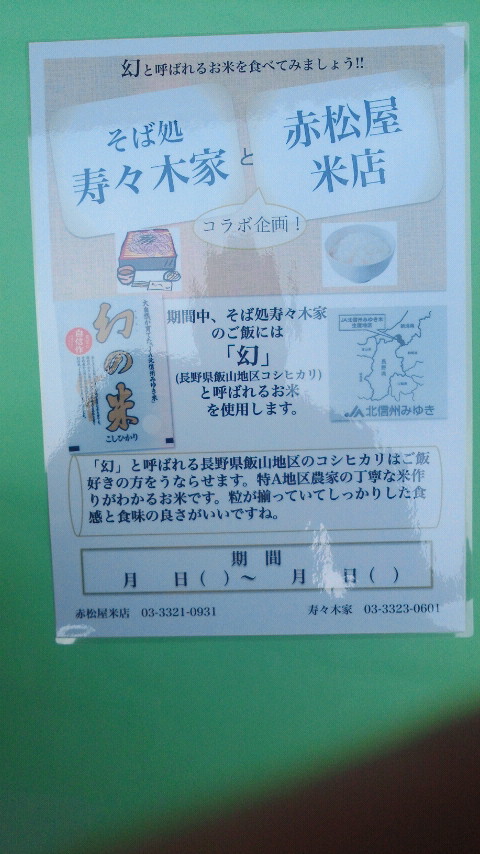 幻と呼ばれるお米を食べてみましょう!!
そば処
寿々木家
と
赤松屋
米店
コラボ企画！
幻の米
こしひかり
期間中、そば処寿々木家
のご飯には
「幻」
(長野県飯山地区コシヒカリ)
と呼ばれるお米
を使用します。
JA北信州みゆき
「幻」と呼ばれる長野県飯山地区のコシヒカリはご飯
好きの方をうならせます。特A地区農家の丁寧な米作
りがわかるお米です。粒が揃っていてしっかりした食
感と食味の良さがいいですね。
期 間
月 日（ ）～ 月 日（ ）
赤松屋米店 03-3321-0931
寿々木家 03-3323-0601